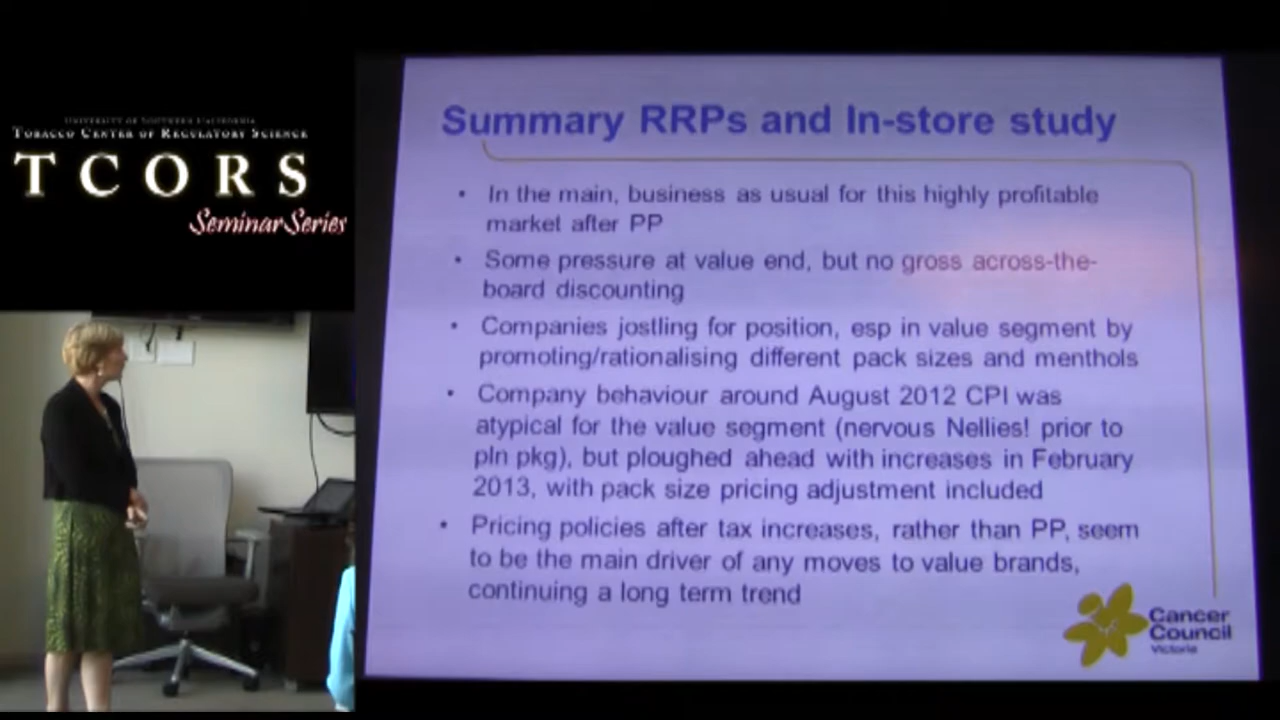 UNIVERSITY OF SOUTHERN CALIFORNIA
TOBACCO CENTER OF REGULATORY SCIENCE
TCORS
Seminar Series
Summary RRPs and In-store study
• In the main, business as usual for this highly profitable
market after PP
• Some pressure at value end, but no gross across-the-
board discounting
• Companies jostling for position, esp in value segment by
promoting/rationalising different pack sizes and menthols
• Company behaviour around August 2012 CPI was
atypical for the value segment (nervous Nellies! prior to
pln pkg), but ploughed ahead with increases in February
2013, with pack size pricing adjustment included
• Pricing policies after tax increases, rather than PP, seem
to be the main driver of any moves to value brands,
continuing a long term trend
Cancer
Council
Victoria